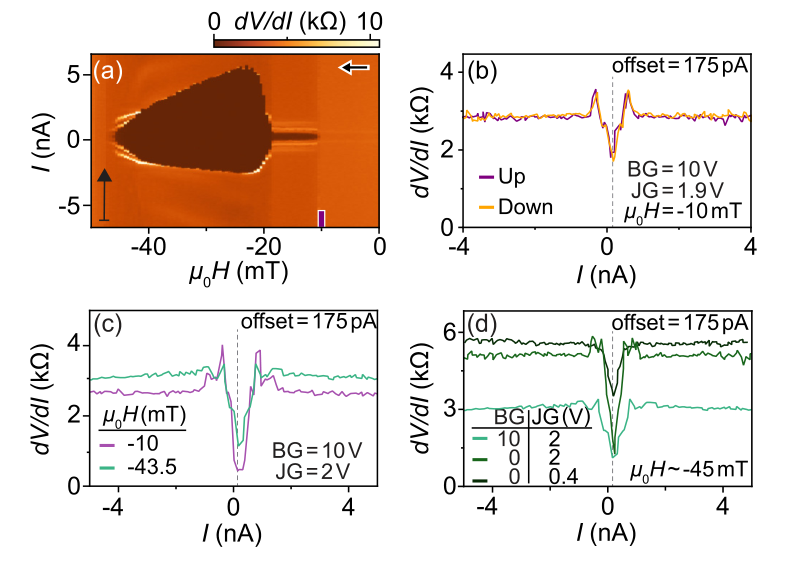 0 dV/dI (kΩ) 10
(a)
5
0
-5
I (nA)
-40 -20 0
μ0H (mT)
(b) offset = 175 pA
4
2
0
dV/dI (kΩ)
Up
Down
BG = 10 V
JG = 1.9 V
μ0H = -10 mT
-4 0 4
I (nA)
(c) offset = 175 pA
4
2
0
dV/dI (kΩ)
μ0H (mT)
-10
-43.5
BG = 10 V
JG = 2 V
-4 0 4
I (nA)
(d) offset = 175 pA
6
3
0
dV/dI (kΩ)
BG JG (V)
10 2
0 2
0 0.4
μ0H ~ -45 mT
-4 0 4
I (nA)